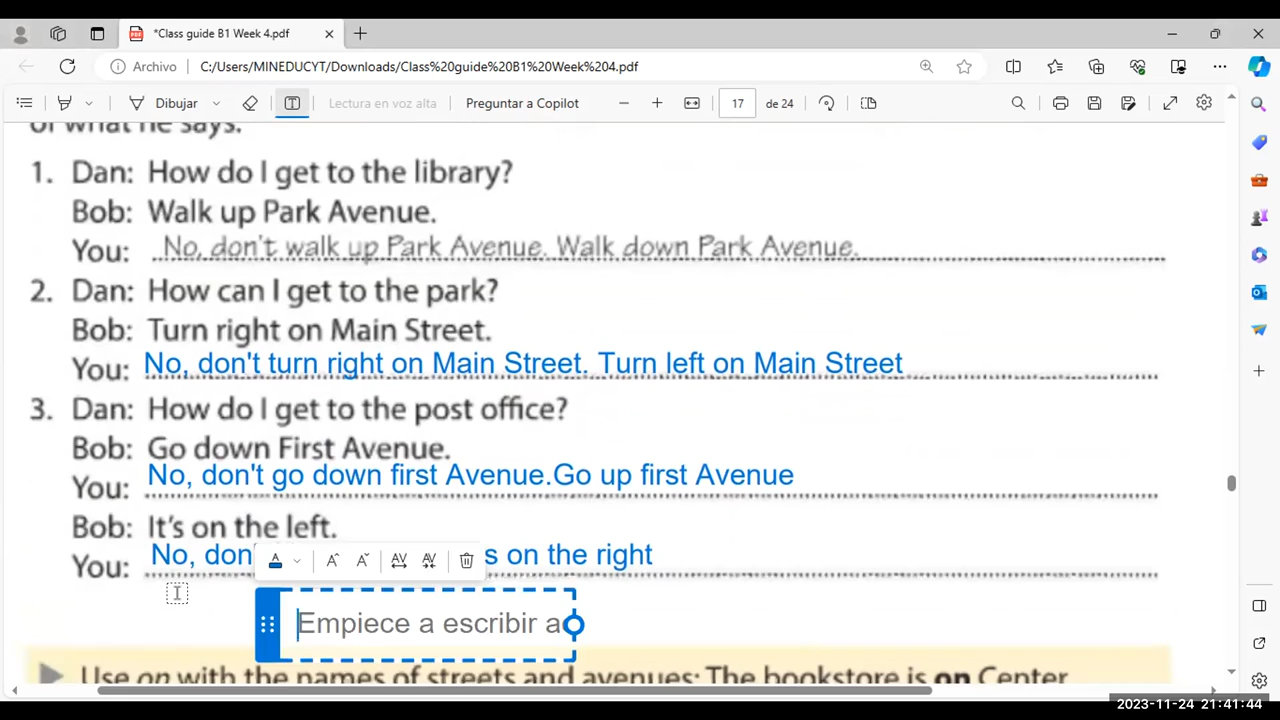 *Class guide B1 Week 4.pdf
Archivo
C:/Users/MINEDUCYT/Downloads/Class%20guide%20B1%20Week%204.pdf
Dibujar
Lectura en voz alta
Preguntar a Copilot
17
de 24
of what he says.
1. Dan: How do I get to the library?
Bob: Walk up Park Avenue.
You: No, don't walk up Park Avenue. Walk down Park Avenue.
2. Dan: How can I get to the park?
Bob: Turn right on Main Street.
You: No, don't turn right on Main Street. Turn left on Main Street
3. Dan: How do I get to the post office?
Bob: Go down First Avenue.
You: No, don't go down first Avenue.Go up first Avenue
Bob: It's on the left.
You: No, don s on the right
Empiece a escribir a
Use on with the names of streets and avenues: The bookstore is on Center
2023-11-24 21:41:44